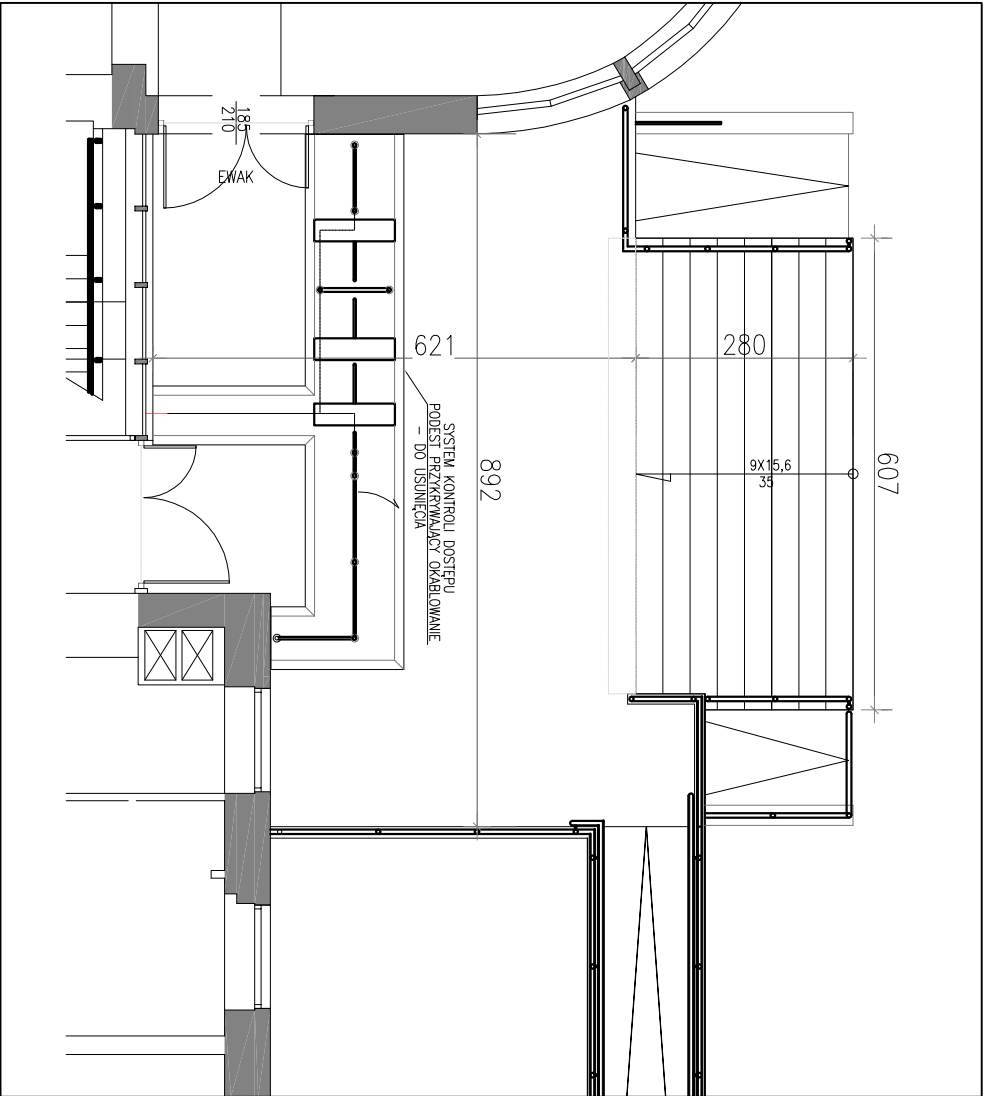 185
210
EWAK
621
280
SYSTEM KONTROLI DOSTĘPU
PODEST PRZYKRYWAJĄCY OKABLOWANIE
- DO USUNIĘCIA
892
9X15,6
35
607